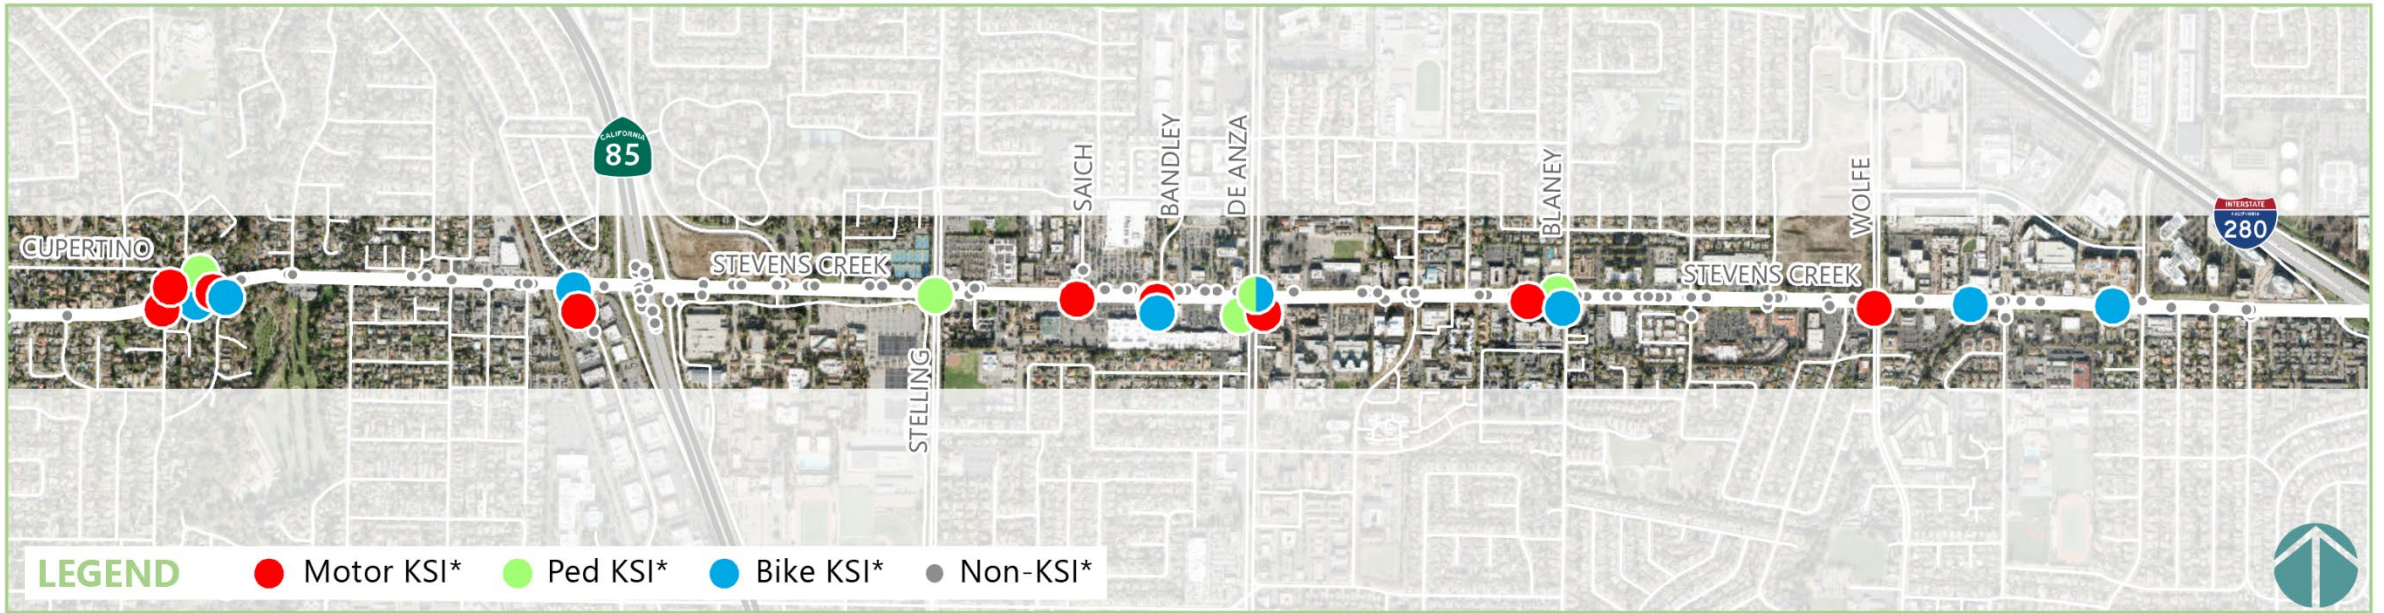 CALIFORNIA
85
SAICH
BANDLEY
DE ANZA
BLANEY
WOLFE
INTERSTATE
CALIFORNIA
280
CUPERTINO
STEVENS CREEK
STEVENS CREEK
STELLING
LEGEND
Motor KSI*
Ped KSI*
Bike KSI*
Non-KSI*